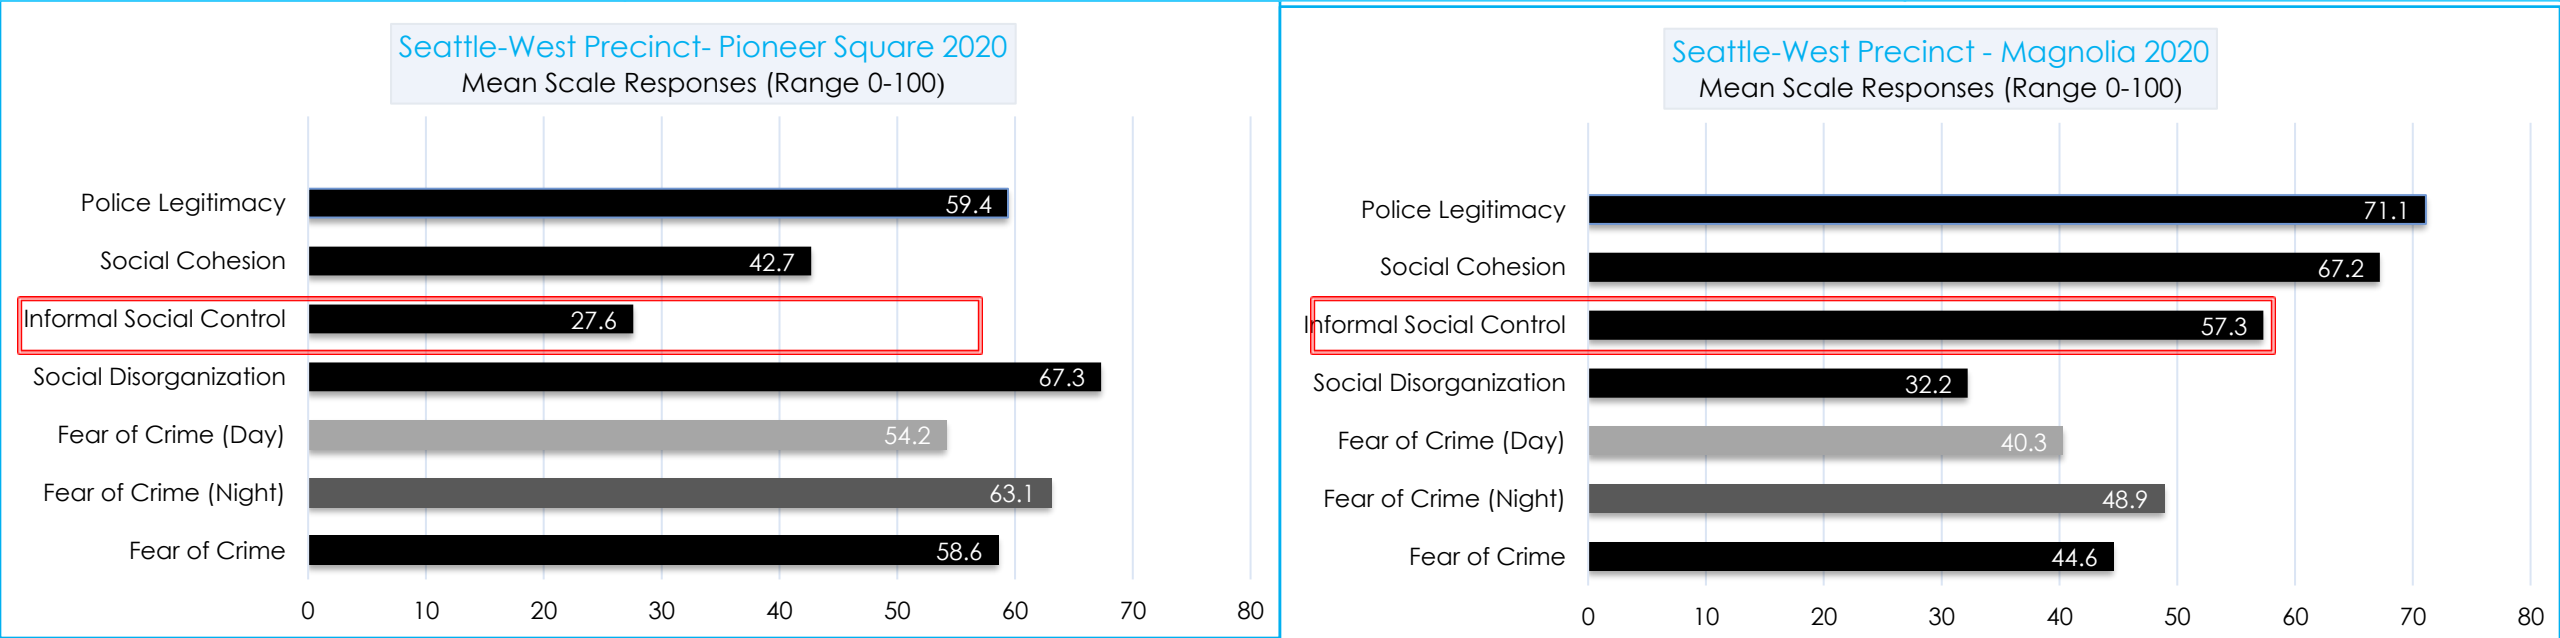 Seattle-West Precinct- Pioneer Square 2020
Mean Scale Responses (Range 0-100)
Police Legitimacy 59.4
Social Cohesion 42.7
Informal Social Control 27.6
Social Disorganization 67.3
Fear of Crime (Day) 54.2
Fear of Crime (Night) 63.1
Fear of Crime 58.6
0 10 20 30 40 50 60 70 80
Seattle-West Precinct - Magnolia 2020
Mean Scale Responses (Range 0-100)
Police Legitimacy 71.1
Social Cohesion 67.2
Informal Social Control 57.3
Social Disorganization 32.2
Fear of Crime (Day) 40.3
Fear of Crime (Night) 48.9
Fear of Crime 44.6
0 10 20 30 40 50 60 70 80